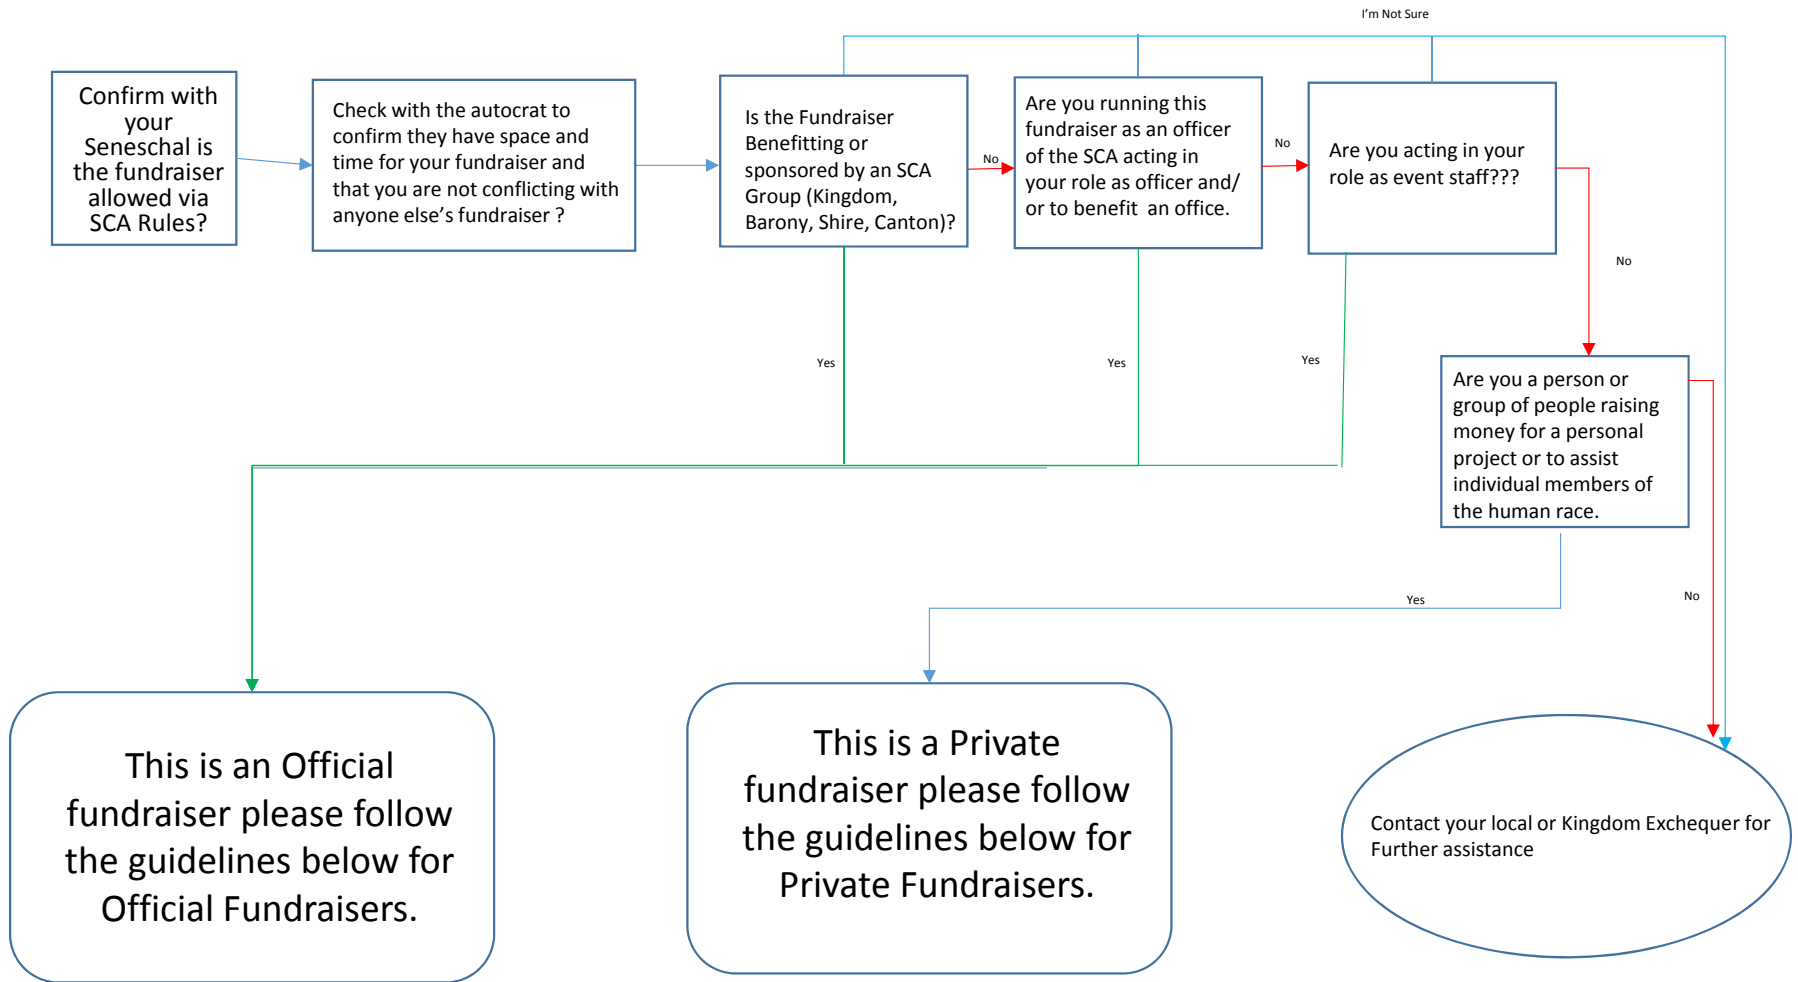 I'm Not Sure
Confirm with
your
Seneschal is
the fundraiser
allowed via
SCA Rules?
Check with the autocrat to
confirm they have space and
time for your fundraiser and
that you are not conflicting with
anyone else's fundraiser ?
Is the Fundraiser
Benefitting or
sponsored by an SCA
Group (Kingdom,
Barony, Shire, Canton)?
No
Are you running this
fundraiser as an officer
of the SCA acting in
your role as officer and/
or to benefit  an office.
No
Are you acting in your
role as event staff???
No
Yes
Yes
Yes
Are you a person or
group of people raising
money for a personal
project or to assist
individual members of
the human race.
Yes
No
This is an Official
fundraiser please follow
the guidelines below for
Official Fundraisers.
This is a Private
fundraiser please follow
the guidelines below for
Private Fundraisers.
Contact your local or Kingdom Exchequer for
Further assistance